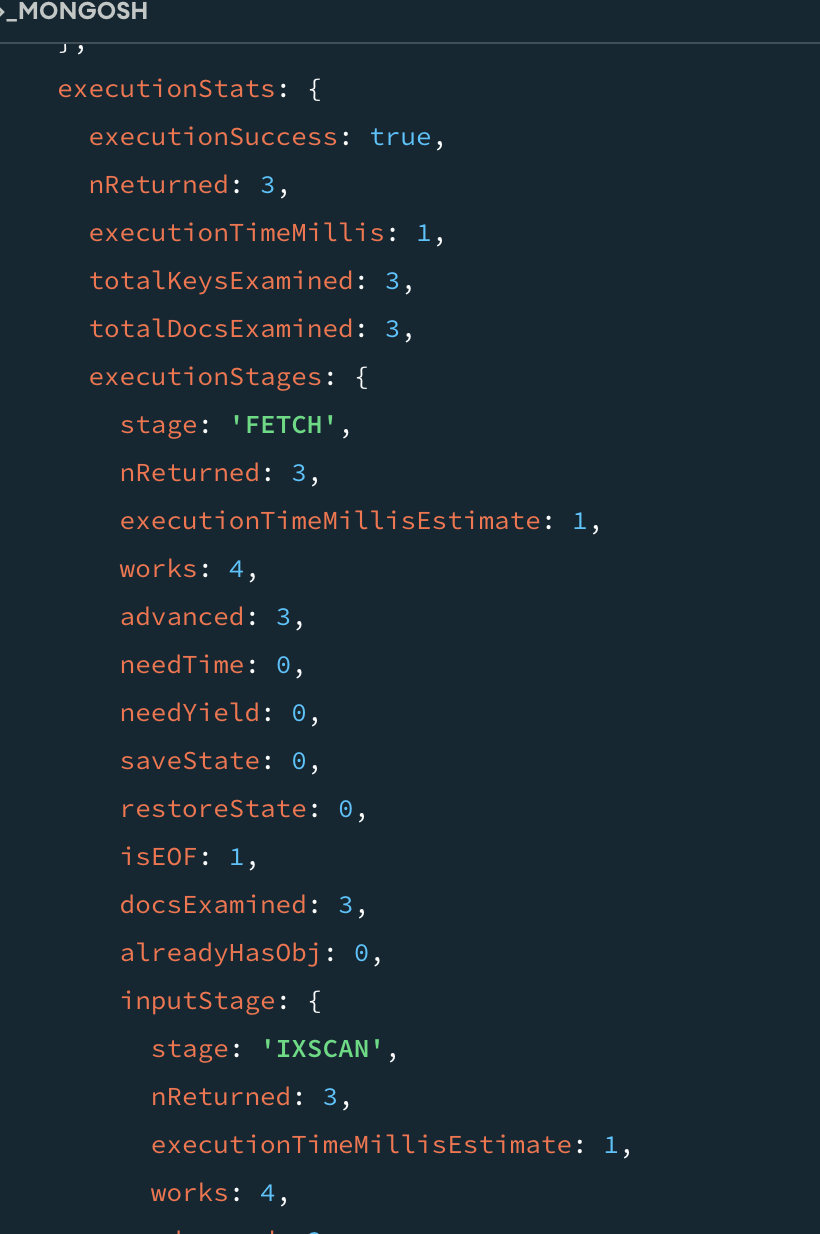 >_MONGOSH
},
executionStats: {
executionSuccess: true,
nReturned: 3,
executionTimeMillis: 1,
totalKeysExamined: 3,
totalDocsExamined: 3,
executionStages: {
stage: 'FETCH',
nReturned: 3,
executionTimeMillisEstimate: 1,
works: 4,
advanced: 3,
needTime: 0,
needYield: 0,
saveState: 0,
restoreState: 0,
isEOF: 1,
docsExamined: 3,
alreadyHasObj: 0,
inputStage: {
stage: 'IXSCAN',
nReturned: 3,
executionTimeMillisEstimate: 1,
works: 4,